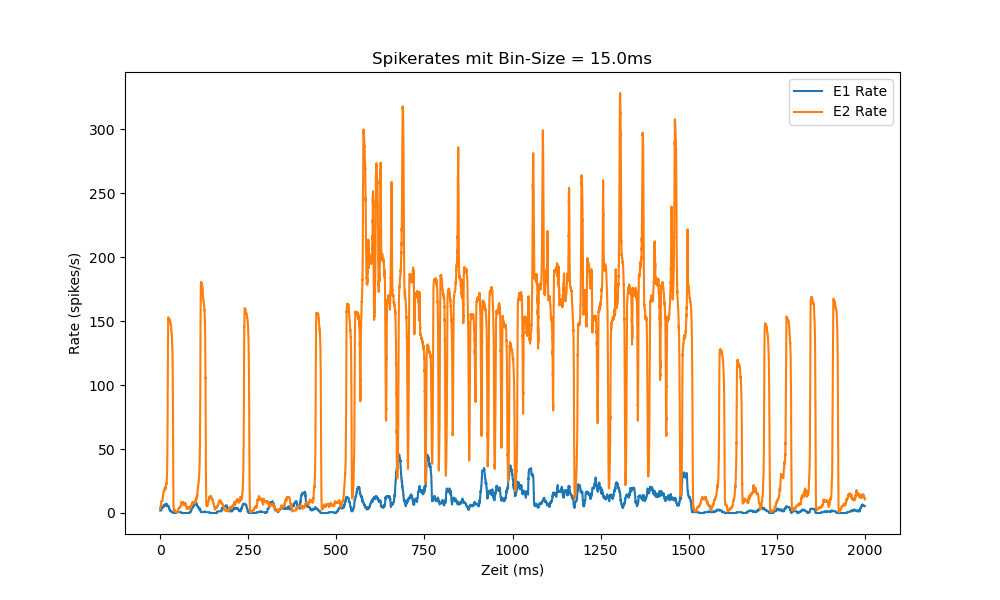 Spikerates mit Bin-Size = 15.0ms
E1 Rate
E2 Rate
Rate (spikes/s)
300
250
200
150
100
50
0
0 250 500 750 1000 1250 1500 1750 2000
Zeit (ms)